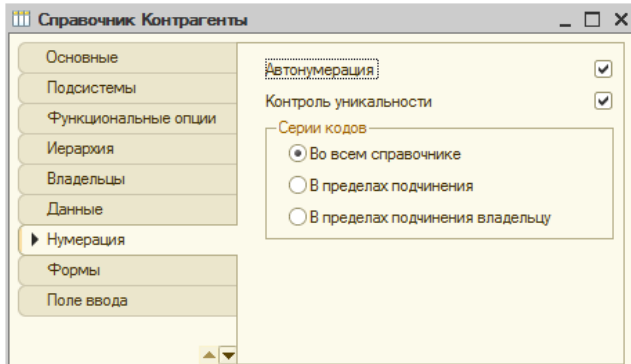 Справочник Контрагенты
Основные
Подсистемы
Функциональные опции
Иерархия
Владельцы
Данные
Нумерация
Формы
Поле ввода
Автонумерация
Контроль уникальности
Серии кодов
Во всем справочнике
В пределах подчинения
В пределах подчинения владельцу